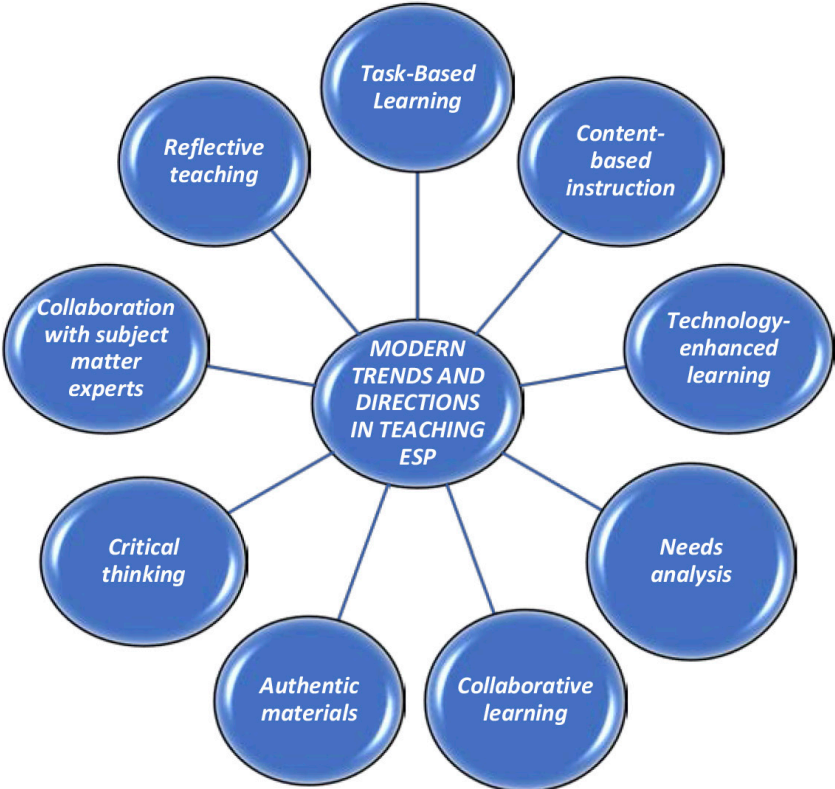 Task-Based
Learning
Content-
based
instruction
Technology-
enhanced
learning
Needs
analysis
Collaborative
learning
Authentic
materials
Critical
thinking
Collaboration
with subject
matter
experts
Reflective
teaching
MODERN
TRENDS AND
DIRECTIONS
IN TEACHING
ESP